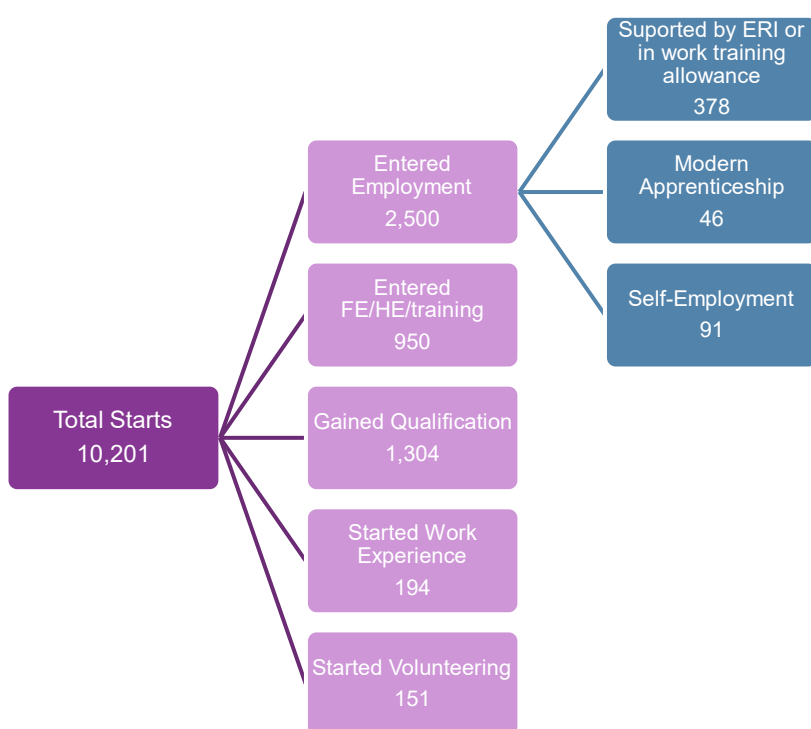 Total Starts
10,201
Entered
Employment
2,500
Entered
FE/HE/training
950
Gained Qualification
1,304
Started Work
Experience
194
Started Volunteering
151
Suported by ERI or
in work training
allowance
378
Modern
Apprenticeship
46
Self-Employment
91